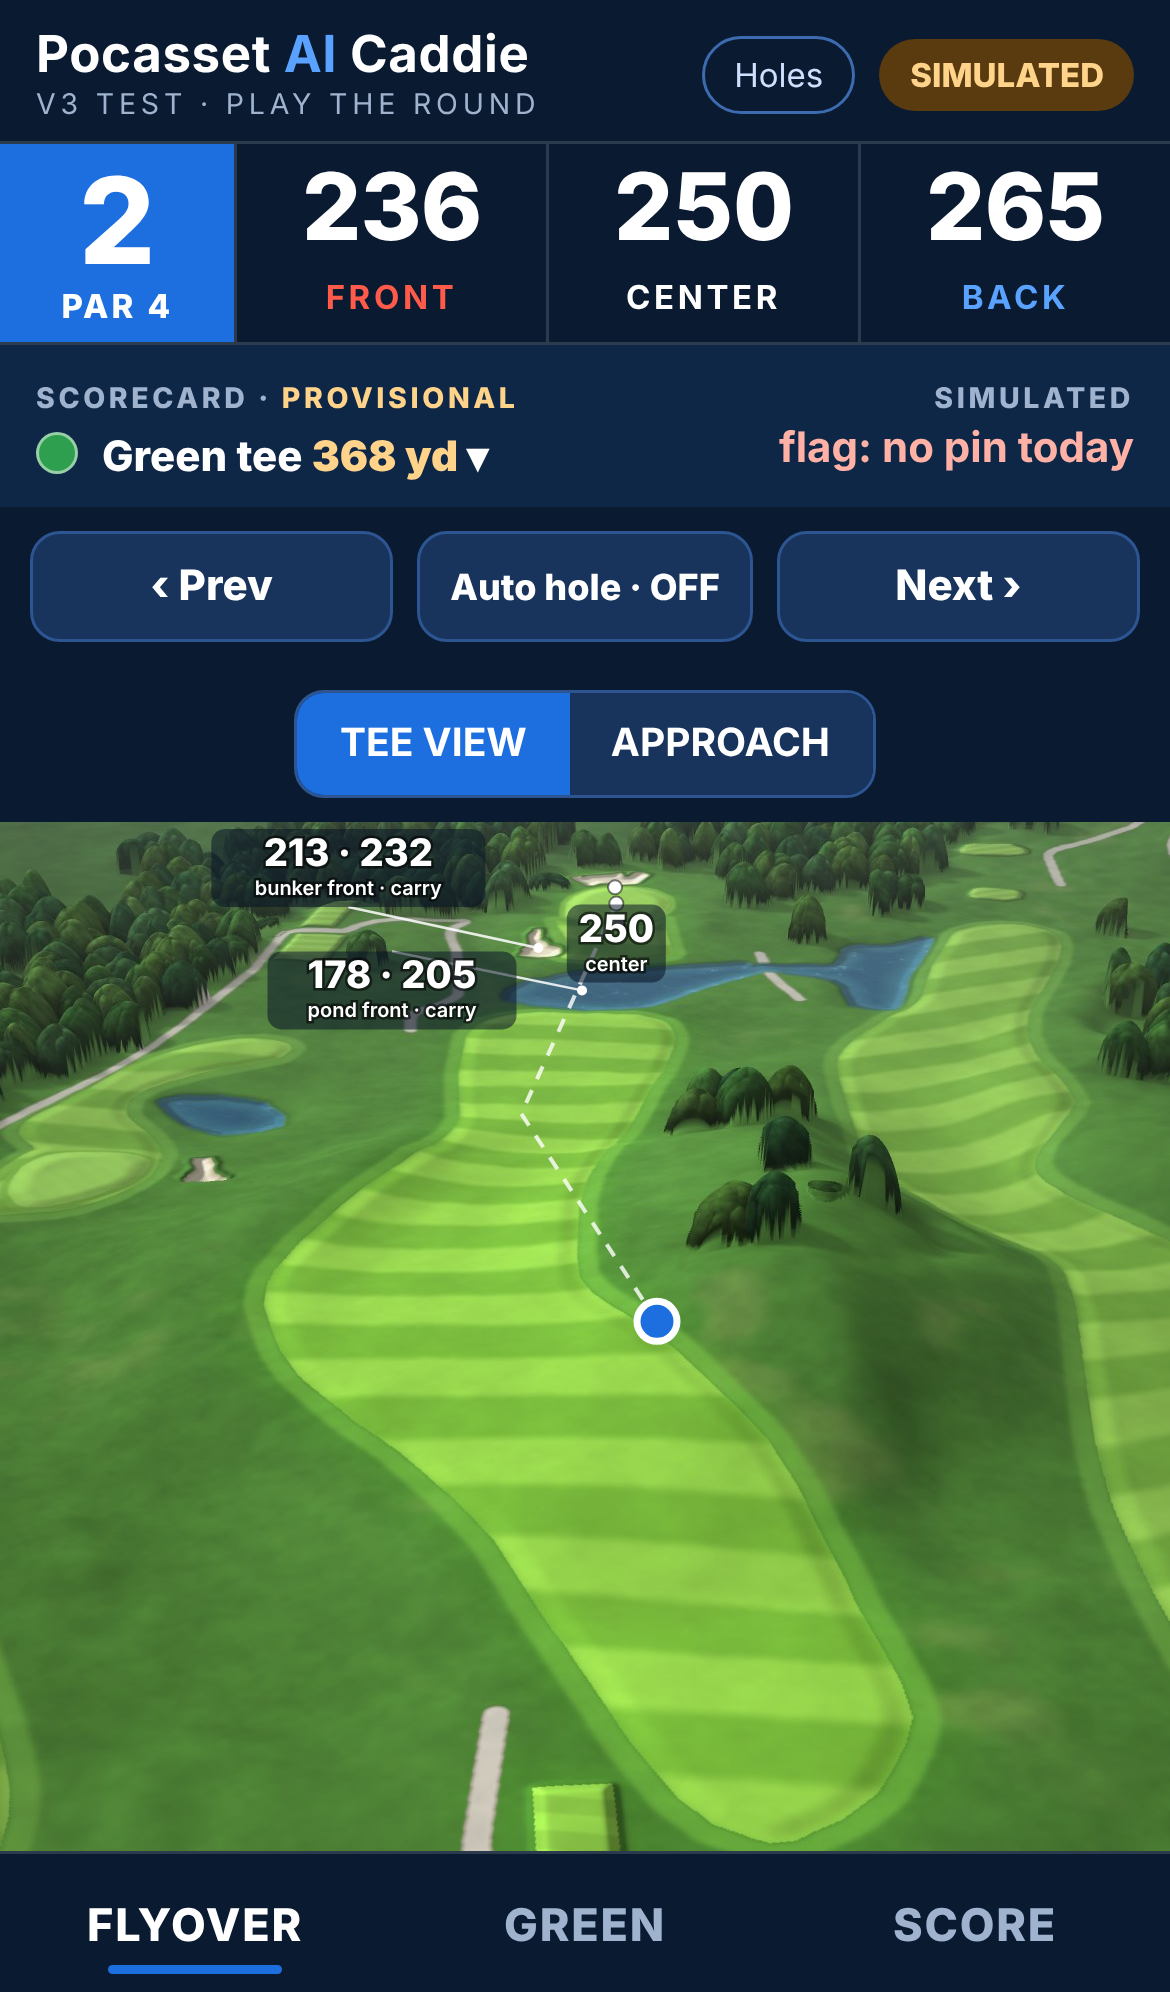 Pocasset AI Caddie
V3 TEST · PLAY THE ROUND
Holes
SIMULATED
2
PAR 4
236
FRONT
250
CENTER
265
BACK
SCORECARD · PROVISIONAL
Green tee 368 yd ▾
SIMULATED
flag: no pin today
‹ Prev
Auto hole · OFF
Next ›
TEE VIEW
APPROACH
213 · 232
bunker front · carry
250
center
178 · 205
pond front · carry
FLYOVER
GREEN
SCORE